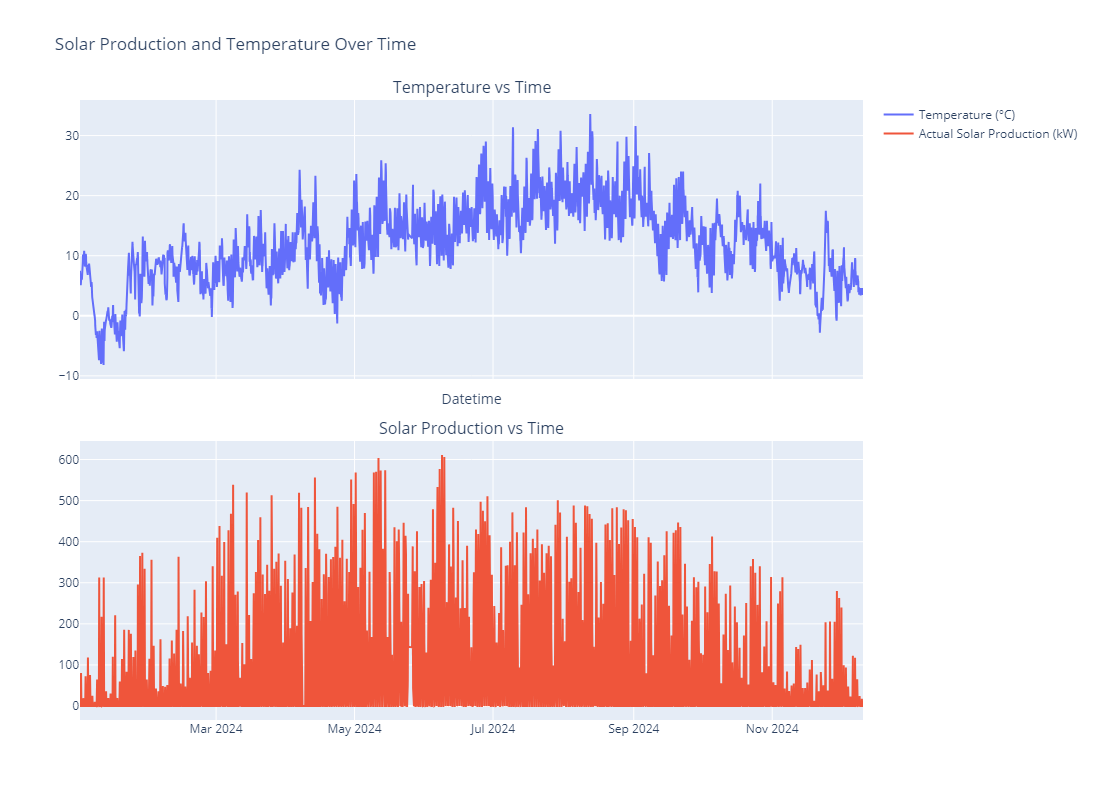 Solar Production and Temperature Over Time
Temperature vs Time
Temperature (°C)
Actual Solar Production (kW)
30
20
10
0
−10
Datetime
Solar Production vs Time
600
500
400
300
200
100
0
Mar 2024
May 2024
Jul 2024
Sep 2024
Nov 2024